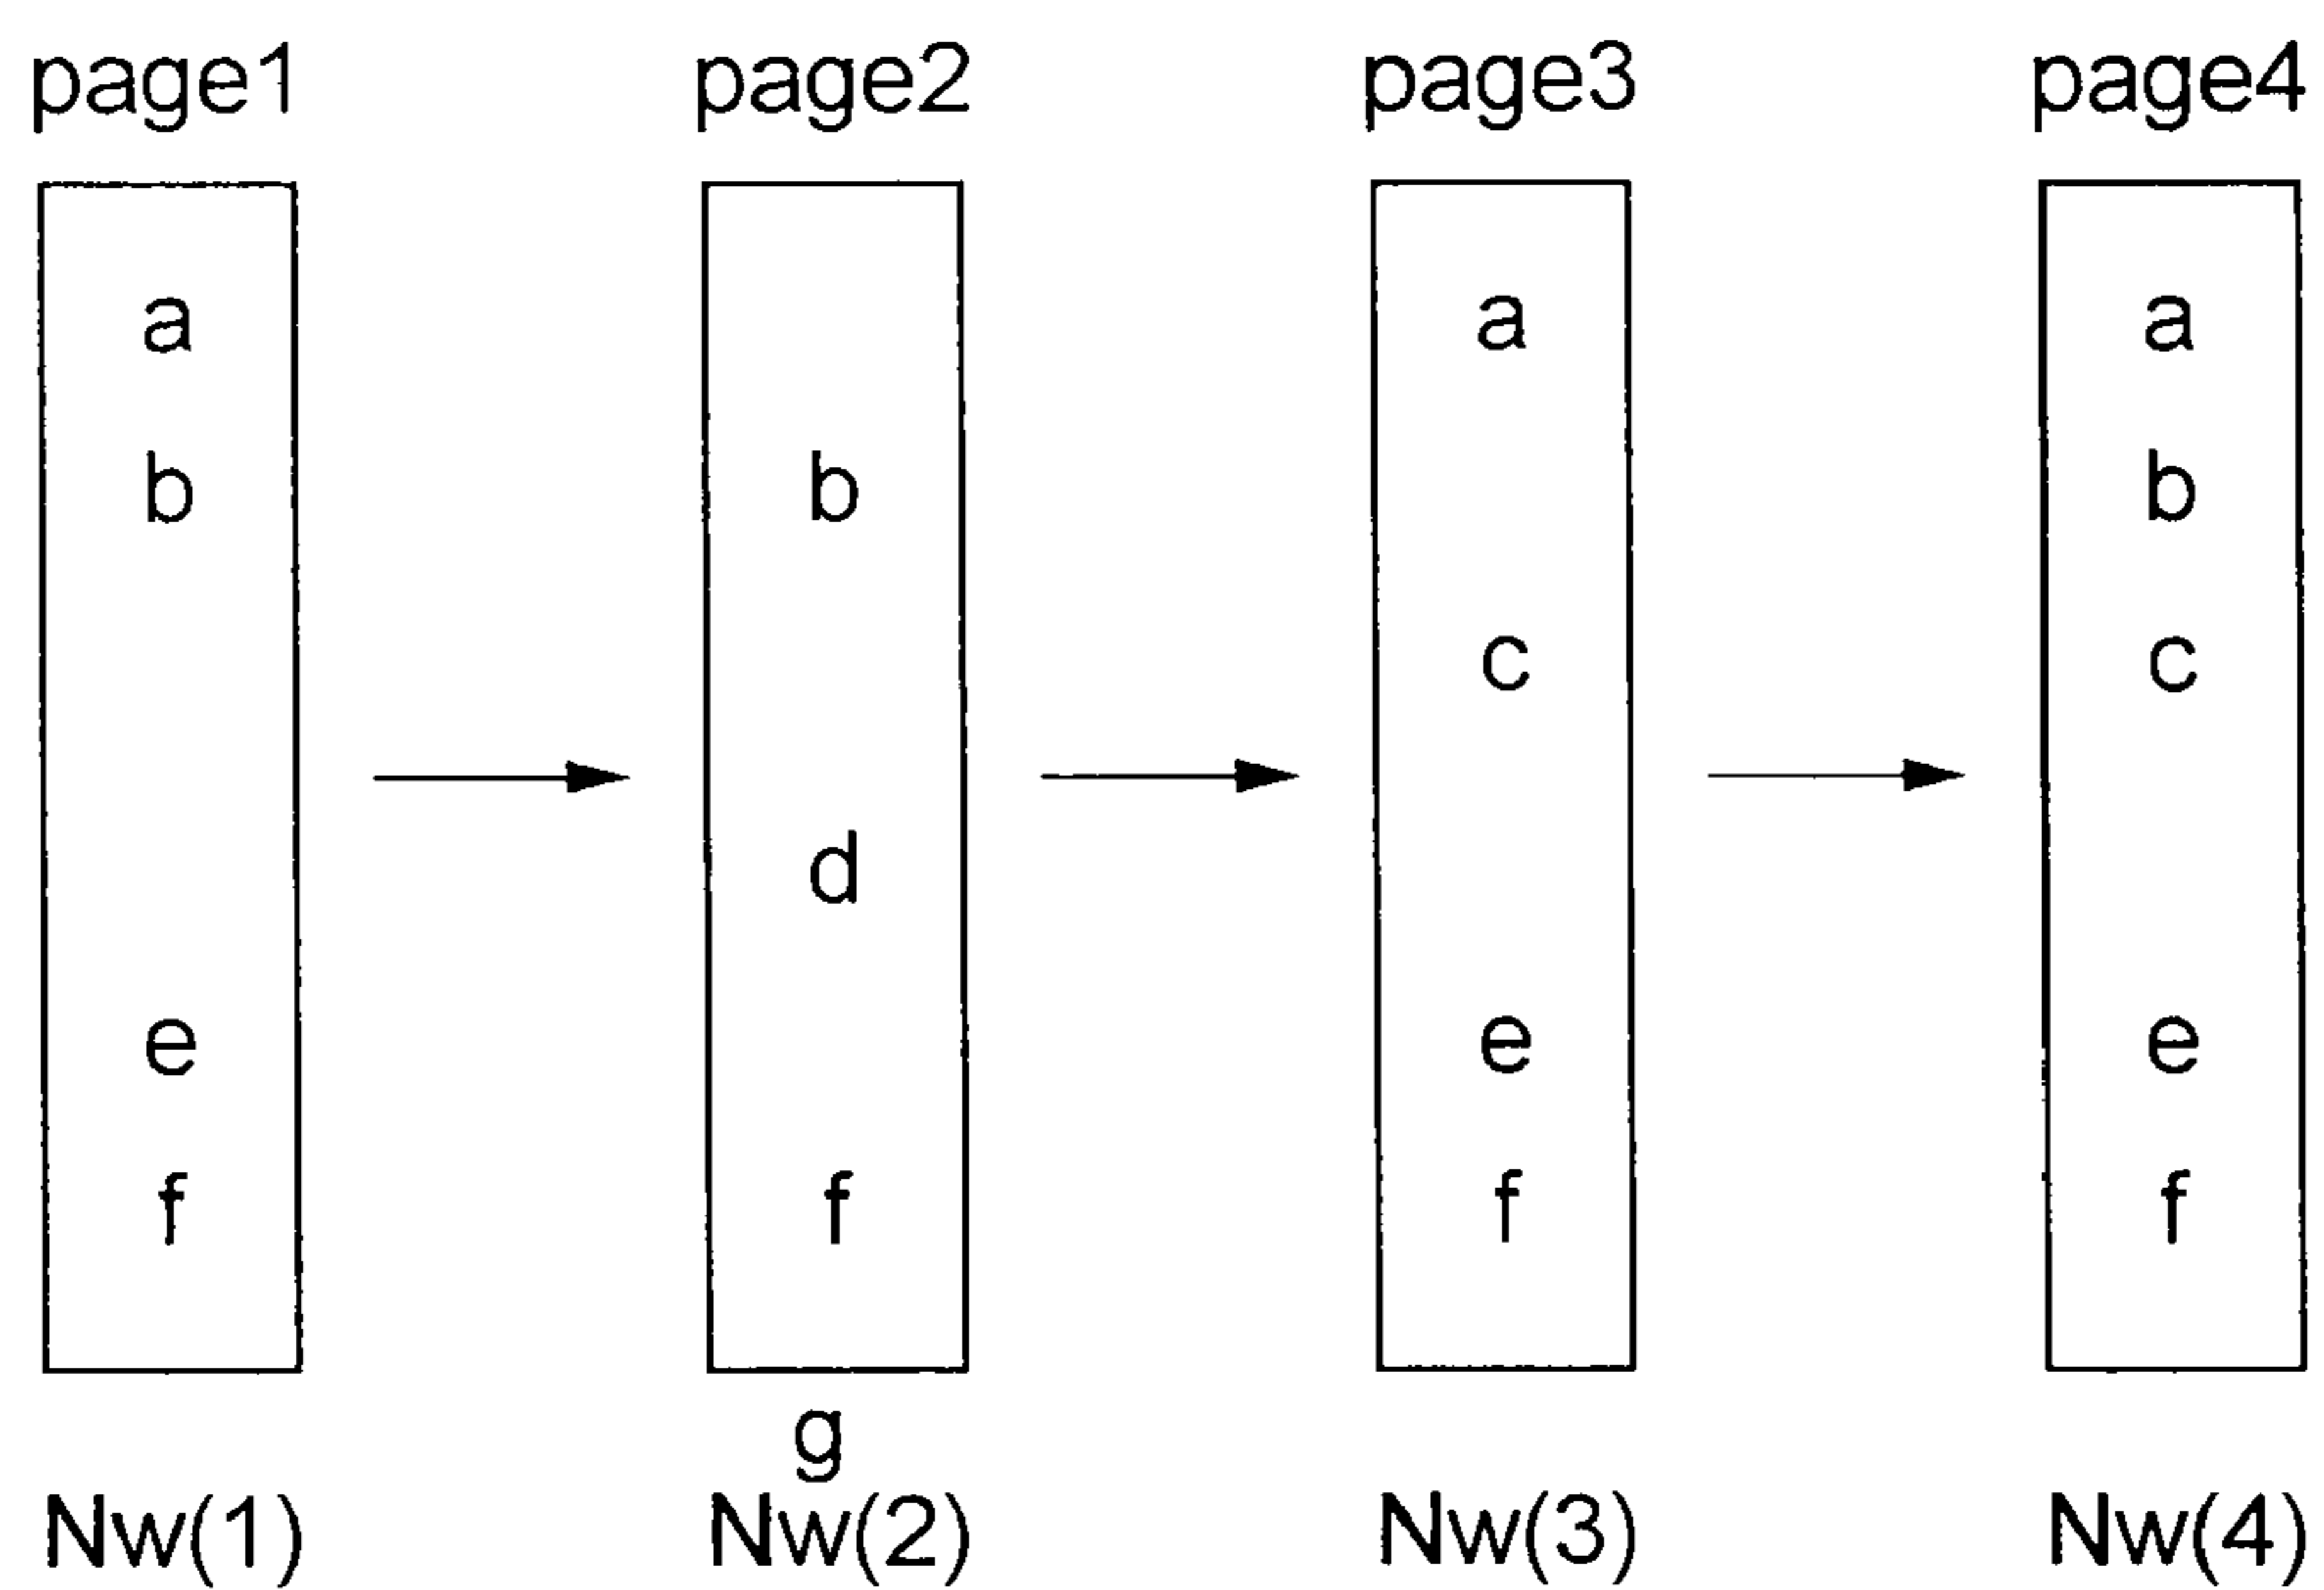 page1 page2 page3 page4
a a a
b b b
c c
d
e e e
f f f f
g
Nw(1) Nw(2) Nw(3) Nw(4)